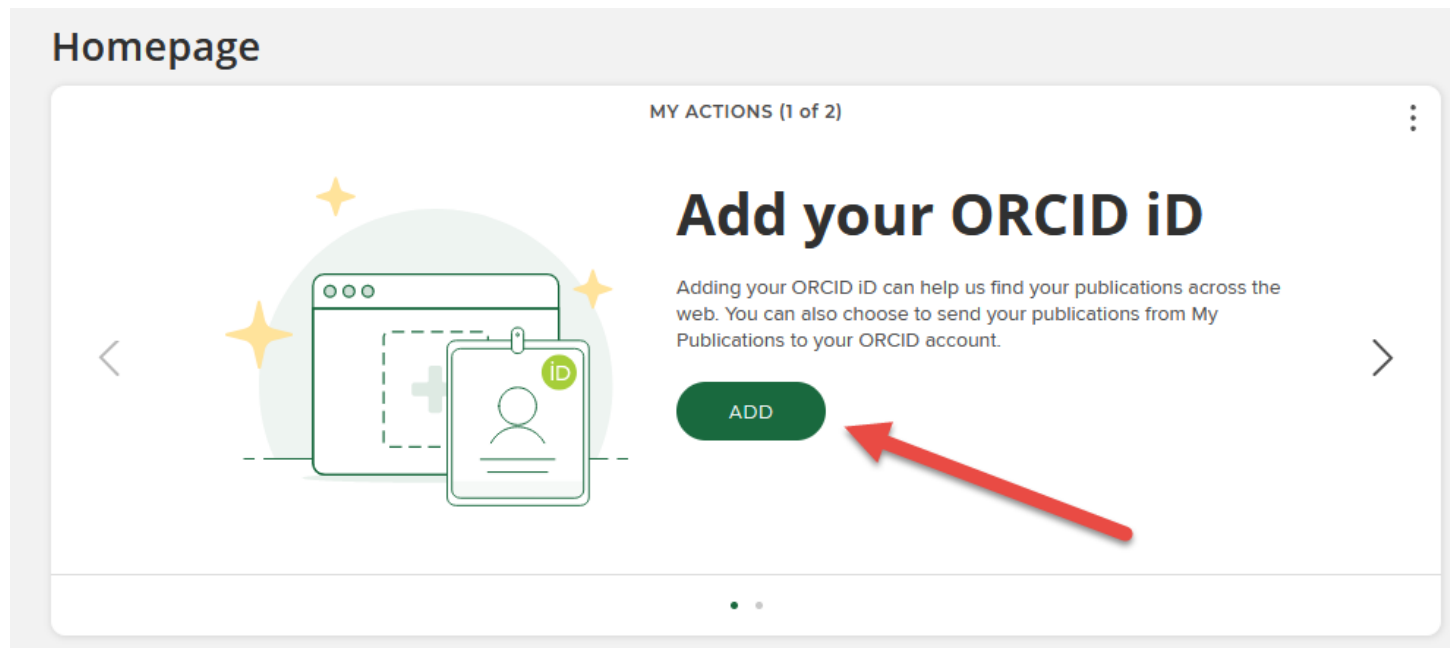 Homepage
MY ACTIONS (1 of 2)
Add your ORCID iD
Adding your ORCID iD can help us find your publications across the
web. You can also choose to send your publications from My
Publications to your ORCID account.
iD
ADD